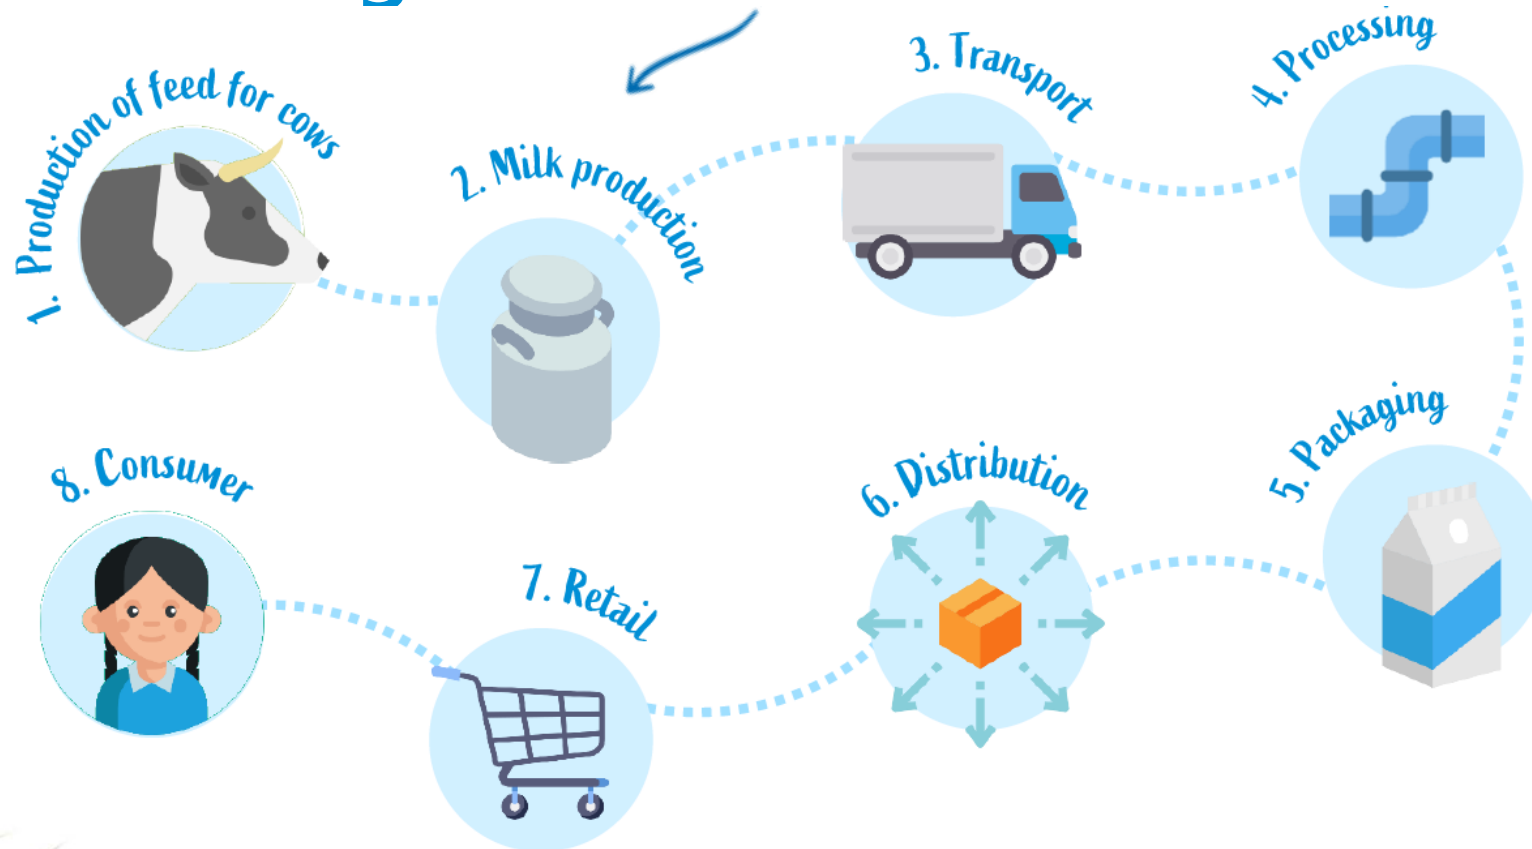 1. Production of feed for cows
2. Milk production
3. Transport
4. Processing
5. Packaging
6. Distribution
7. Retail
8. Consumer